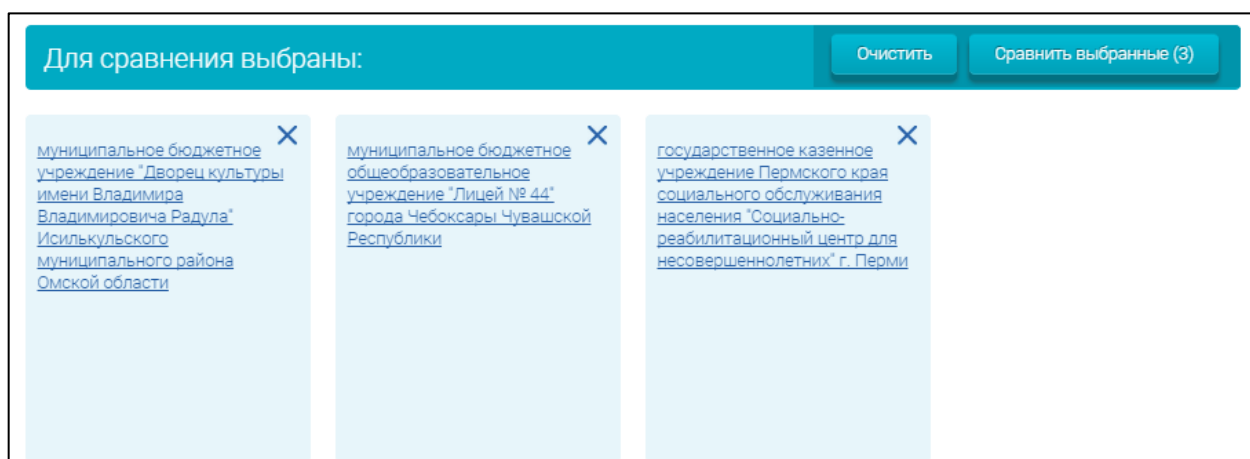 Для сравнения выбраны:
Очистить
Сравнить выбранные (3)
муниципальное бюджетное
учреждение "Дворец культуры
имени Владимира
Владимировича Радула"
Исилькульского
муниципального района
Омской области
муниципальное бюджетное
общеобразовательное
учреждение "Лицей № 44"
города Чебоксары Чувашской
Республики
государственное казенное
учреждение Пермского края
социального обслуживания
населения "Социально-
реабилитационный центр для
несовершеннолетних" г. Перми